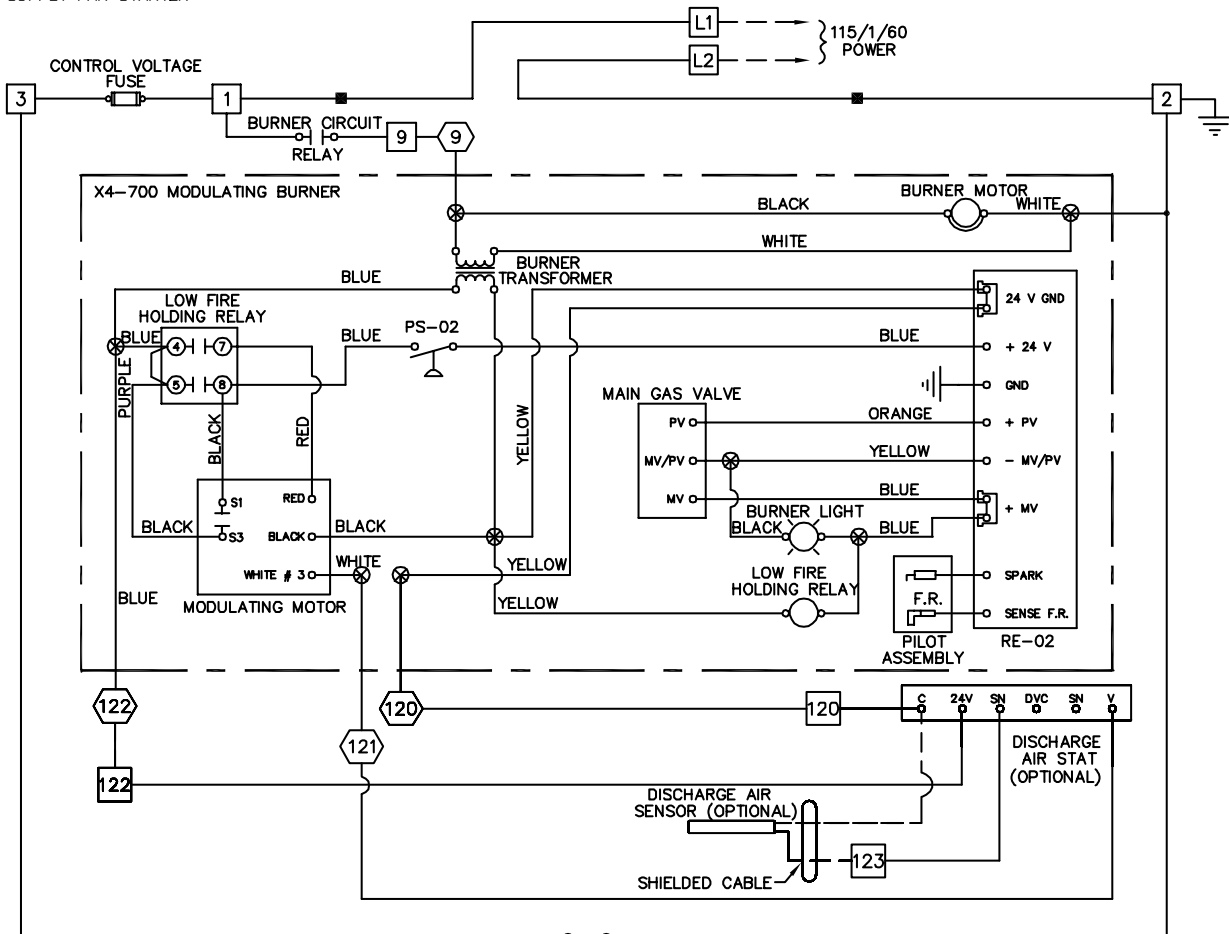 L1
115/1/60
POWER
L2
CONTROL VOLTAGE
FUSE
3
1
2
BURNER CIRCUIT
RELAY
9
9
X4-700 MODULATING BURNER
BURNER MOTOR
BLACK
WHITE
WHITE
BURNER
TRANSFORMER
BLUE
LOW FIRE
HOLDING RELAY
24 V GND
BLUE
4
7
BLUE
PS-02
BLUE
+ 24 V
PURPLE
5
8
GND
MAIN GAS VALVE
BLACK
RED
YELLOW
PV
ORANGE
+ PV
MV/PV
YELLOW
- MV/PV
MV
BLUE
+ MV
S1
RED
BURNER LIGHT
BLACK
S3
BLACK
BLACK
BLACK
BLUE
WHITE # 3
WHITE
YELLOW
LOW FIRE
HOLDING RELAY
SPARK
BLUE
MODULATING MOTOR
YELLOW
F.R.
SENSE F.R.
PILOT
ASSEMBLY
RE-02
122
120
120
C
24V
SN
DVC
SN
V
121
DISCHARGE
AIR STAT
(OPTIONAL)
122
DISCHARGE AIR
SENSOR (OPTIONAL)
123
SHIELDED CABLE